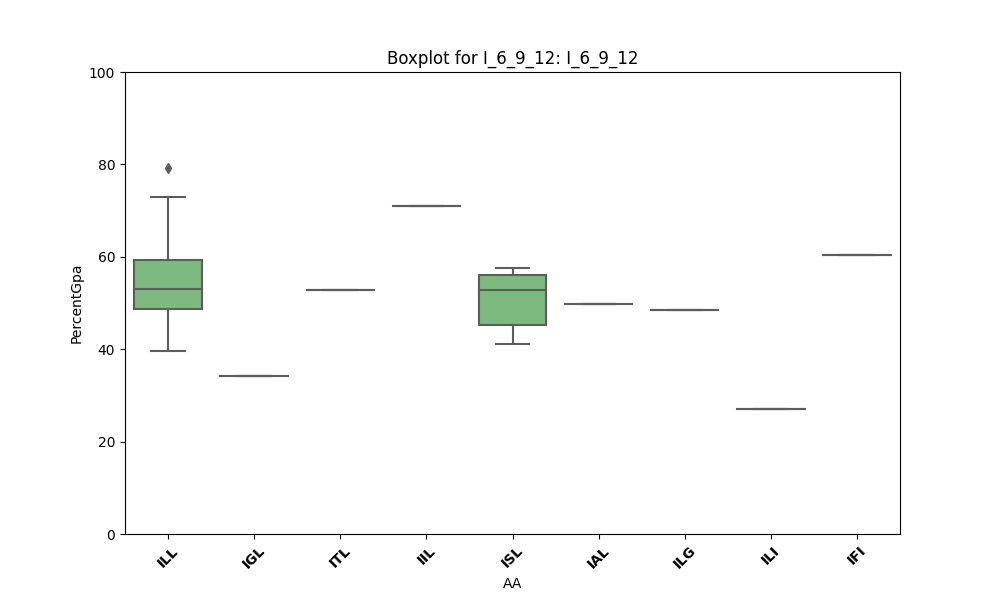 Boxplot for I_6_9_12: I_6_9_12
100
80
60
40
20
0
PercentGpa
ILL
IGL
ITL
IIL
ISL
IAL
ILG
ILI
IFI
AA